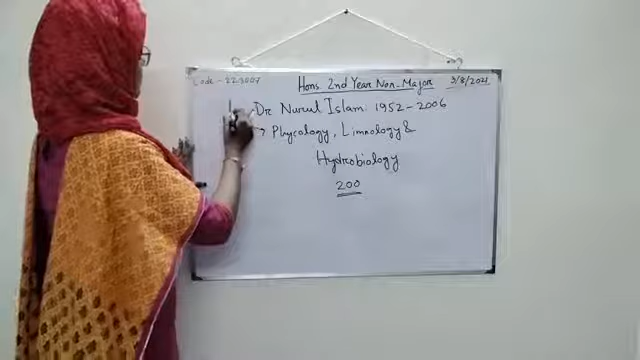 Code - 223007
Hons. 2nd Year Non-Major 3/8/2021
Dr Nurul Islam 1952-2006
→ Phycology, Limnology &
Hydrobiology
200